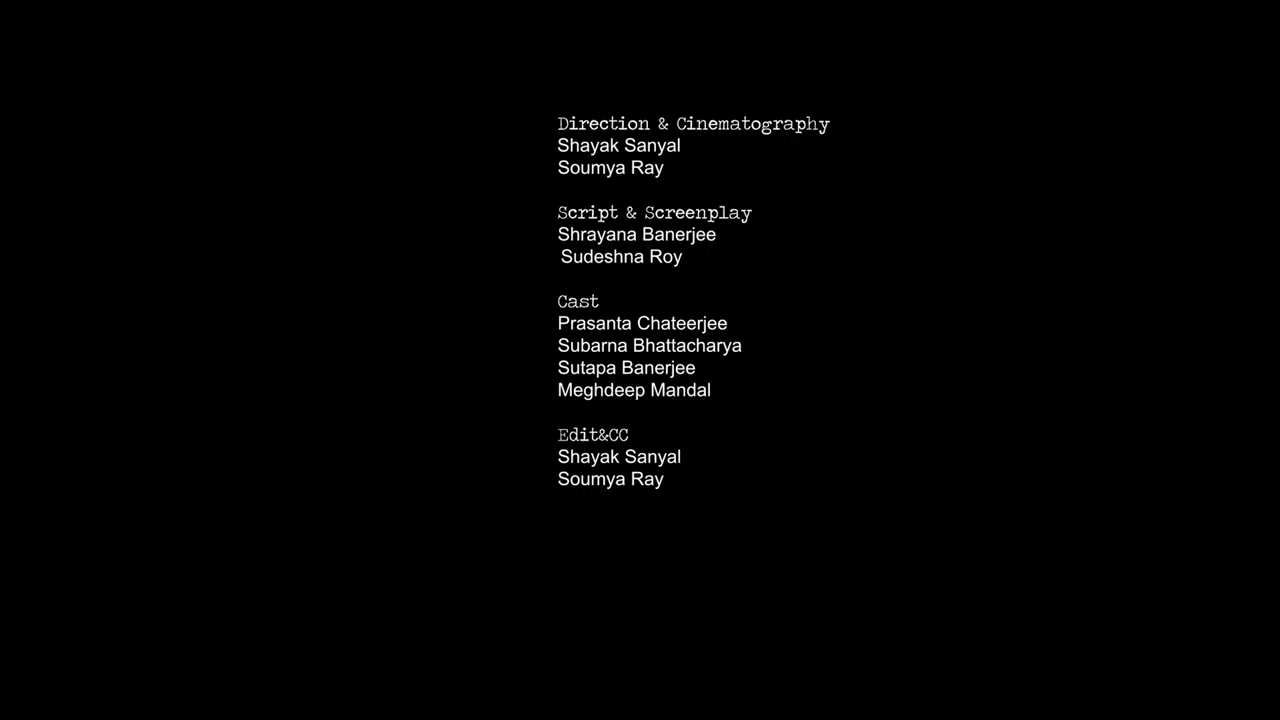 Direction & Cinematography
Shayak Sanyal
Soumya Ray
Script & Screenplay
Shrayana Banerjee
Sudeshna Roy
Cast
Prasanta Chateerjee
Subarna Bhattacharya
Sutapa Banerjee
Meghdeep Mandal
Edit&CC
Shayak Sanyal
Soumya Ray